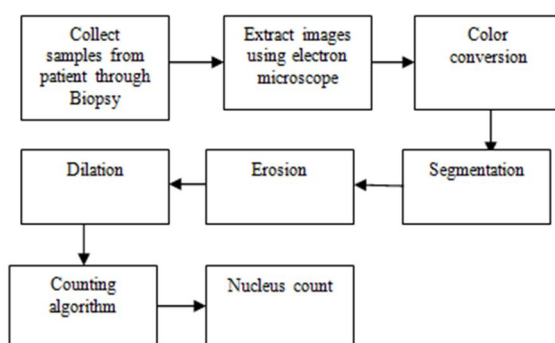 Collect
samples from
patient through
Biopsy
Extract images
using electron
microscope
Color
conversion
Segmentation
Erosion
Dilation
Counting
algorithm
Nucleus count